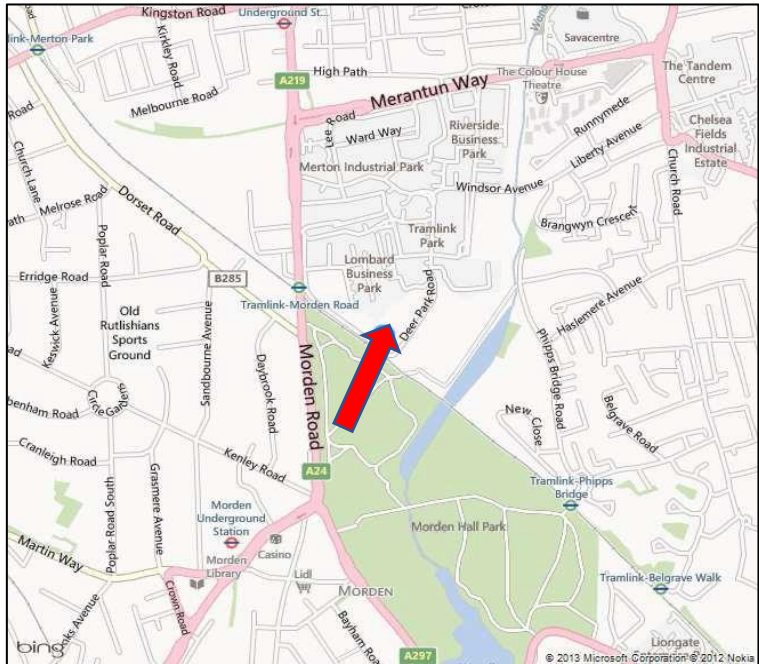 Kingston Road
Underground St...
mlink-Merton Park
Kirkley Road
Savacentre
High Path
The Colour House
Theatre
The Tandem
Centre
A219
Merantun Way
Melbourne Road
Road
Lee
Ward Way
Riverside
Business
Park
Runnymede
Liberty Avenue
Chelsea
Fields
Industrial
Estate
Church Lane
Merton Industrial Park
Windsor Avenue
Church Road
Melrose Road
Dorset Road
Poplar Road
Brangwyn Crescent
Tramlink
Park
Erridge Road
B285
Lombard
Business
Park
Haslemere Avenue
Tramlink-Morden Road
Deer Park Road
Keswick Avenue
Old
Rutlishians
Sports
Ground
Sandbourne Avenue
Daybrook Road
Morden Road
Phipps Bridge Road
Circle Gardens
benham Road
New
Close
Belgrave Road
Cranleigh Road
Kenley Road
A24
Grasmere Avenue
Poplar Road South
Tramlink-Phipps
Bridge
Morden
Underground
Station
Morden Hall Park
Martin Way
Casino
Morden
Library
Lidl
MORDEN
Tramlink-Belgrave Walk
Crown Road
ks Avenue
Bayham Road
A297
Liongate
bing
© 2013 Microsoft Corporation © 2012 Nokia